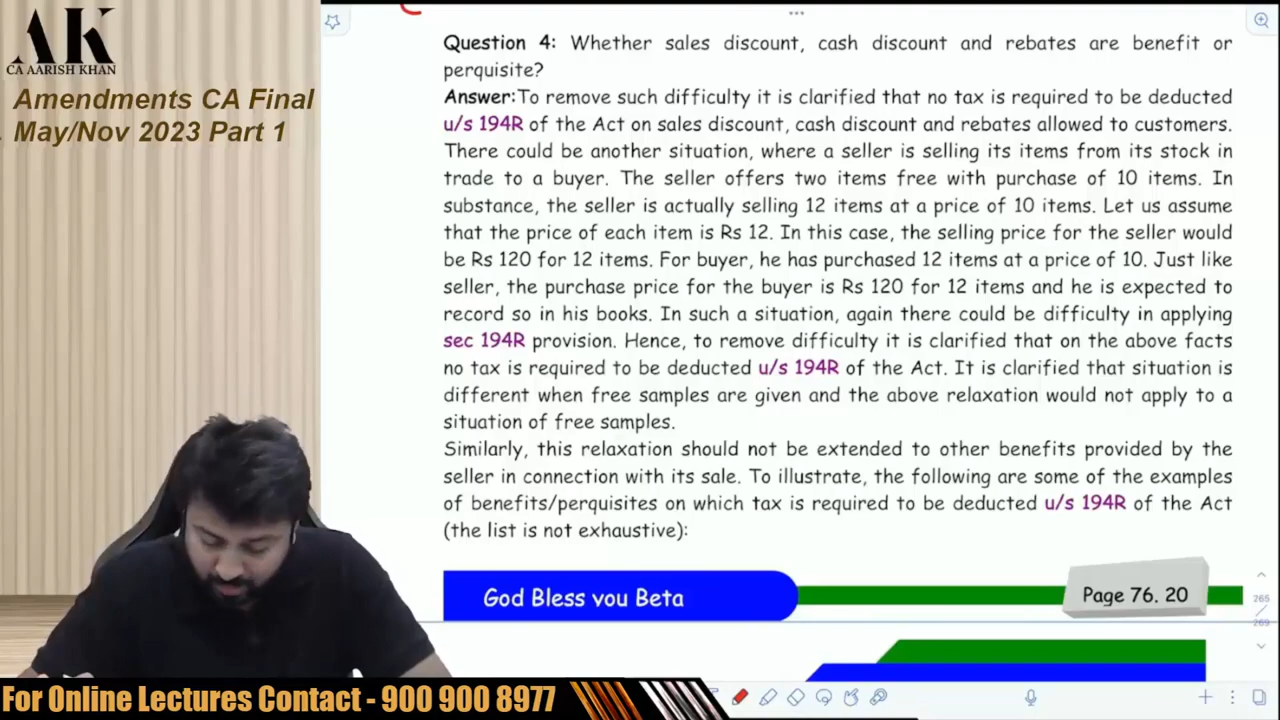 AK
CA AARISH KHAN
Amendments CA Final
May/Nov 2023 Part 1
Question 4: Whether sales discount, cash discount and rebates are benefit or
perquisite?
Answer:To remove such difficulty it is clarified that no tax is required to be deducted
u/s 194R of the Act on sales discount, cash discount and rebates allowed to customers.
There could be another situation, where a seller is selling its items from its stock in
trade to a buyer. The seller offers two items free with purchase of 10 items. In
substance, the seller is actually selling 12 items at a price of 10 items. Let us assume
that the price of each item is Rs 12. In this case, the selling price for the seller would
be Rs 120 for 12 items. For buyer, he has purchased 12 items at a price of 10. Just like
seller, the purchase price for the buyer is Rs 120 for 12 items and he is expected to
record so in his books. In such a situation, again there could be difficulty in applying
sec 194R provision. Hence, to remove difficulty it is clarified that on the above facts
no tax is required to be deducted u/s 194R of the Act. It is clarified that situation is
different when free samples are given and the above relaxation would not apply to a
situation of free samples.
Similarly, this relaxation should not be extended to other benefits provided by the
seller in connection with its sale. To illustrate, the following are some of the examples
of benefits/perquisites on which tax is required to be deducted u/s 194R of the Act
(the list is not exhaustive):
God Bless you Beta
Page 76. 20
265
269
For Online Lectures Contact - 900 900 8977